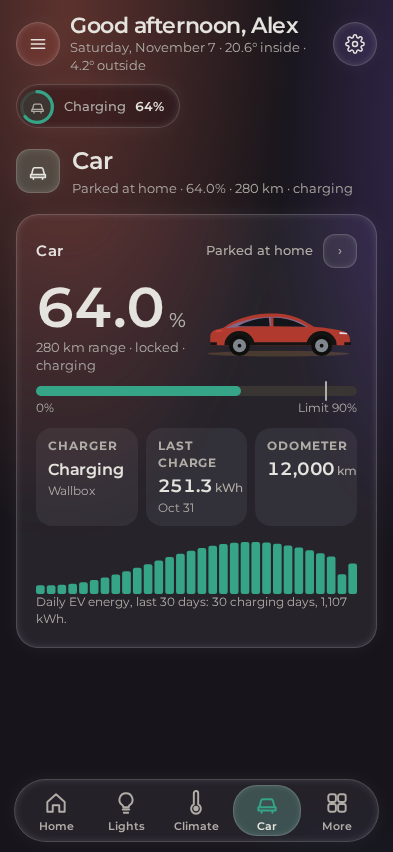 Good afternoon, Alex
Saturday, November 7 · 20.6° inside ·
4.2° outside
Charging 64%
Car
Parked at home · 64.0% · 280 km · charging
Car
Parked at home ›
64.0 %
280 km range · locked ·
charging
0%
Limit 90%
CHARGER
Charging
Wallbox
LAST
CHARGE
251.3 kWh
Oct 31
ODOMETER
12,000 km
Daily EV energy, last 30 days: 30 charging days, 1,107
kWh.
Home
Lights
Climate
Car
More